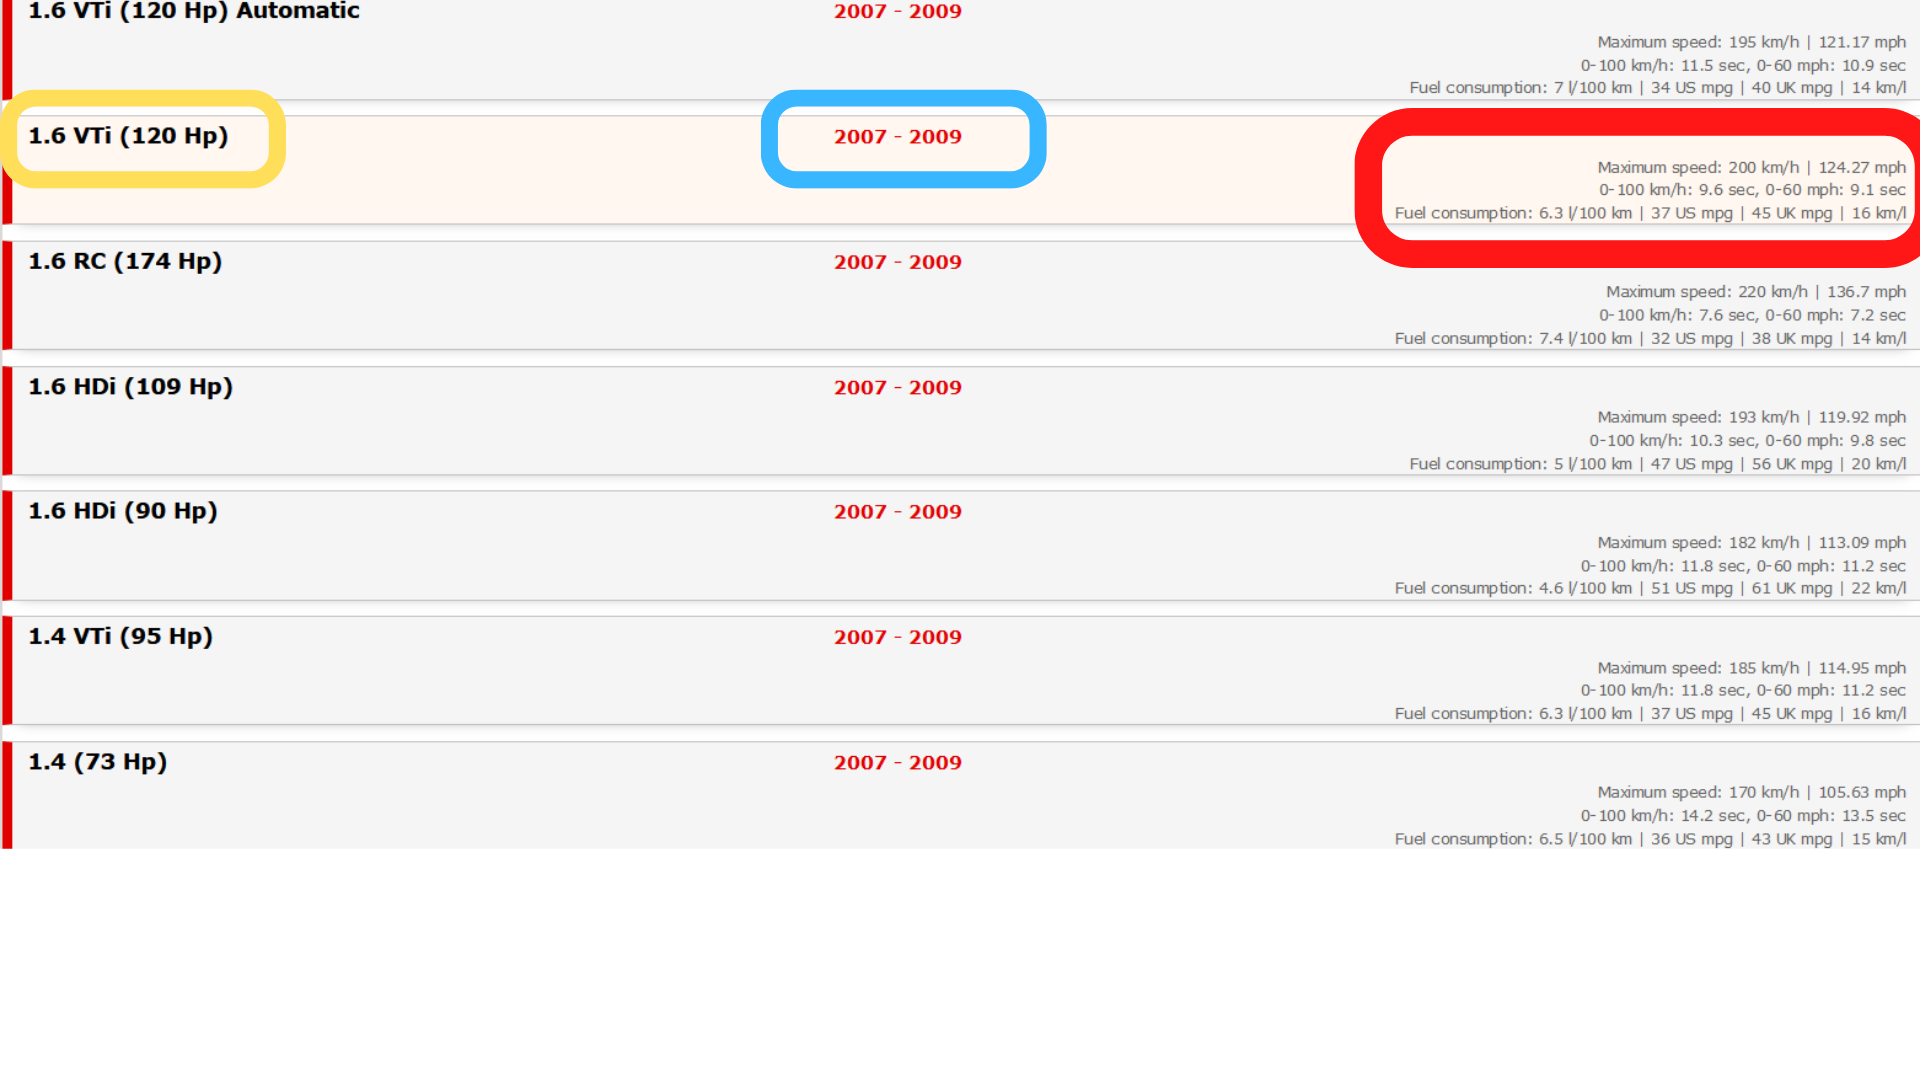 1.6 VTi (120 Hp) Automatic
2007 - 2009
Maximum speed: 195 km/h | 121.17 mph
0-100 km/h: 11.5 sec, 0-60 mph: 10.9 sec
Fuel consumption: 7 l/100 km | 34 US mpg | 40 UK mpg | 14 km/l
1.6 VTi (120 Hp)
2007 - 2009
Maximum speed: 200 km/h | 124.27 mph
0-100 km/h: 9.6 sec, 0-60 mph: 9.1 sec
Fuel consumption: 6.3 l/100 km | 37 US mpg | 45 UK mpg | 16 km/l
1.6 RC (174 Hp)
2007 - 2009
Maximum speed: 220 km/h | 136.7 mph
0-100 km/h: 7.6 sec, 0-60 mph: 7.2 sec
Fuel consumption: 7.4 l/100 km | 32 US mpg | 38 UK mpg | 14 km/l
1.6 HDi (109 Hp)
2007 - 2009
Maximum speed: 193 km/h | 119.92 mph
0-100 km/h: 10.3 sec, 0-60 mph: 9.8 sec
Fuel consumption: 5 l/100 km | 47 US mpg | 56 UK mpg | 20 km/l
1.6 HDi (90 Hp)
2007 - 2009
Maximum speed: 182 km/h | 113.09 mph
0-100 km/h: 11.8 sec, 0-60 mph: 11.2 sec
Fuel consumption: 4.6 l/100 km | 51 US mpg | 61 UK mpg | 22 km/l
1.4 VTi (95 Hp)
2007 - 2009
Maximum speed: 185 km/h | 114.95 mph
0-100 km/h: 11.8 sec, 0-60 mph: 11.2 sec
Fuel consumption: 6.3 l/100 km | 37 US mpg | 45 UK mpg | 16 km/l
1.4 (73 Hp)
2007 - 2009
Maximum speed: 170 km/h | 105.63 mph
0-100 km/h: 14.2 sec, 0-60 mph: 13.5 sec
Fuel consumption: 6.5 l/100 km | 36 US mpg | 43 UK mpg | 15 km/l